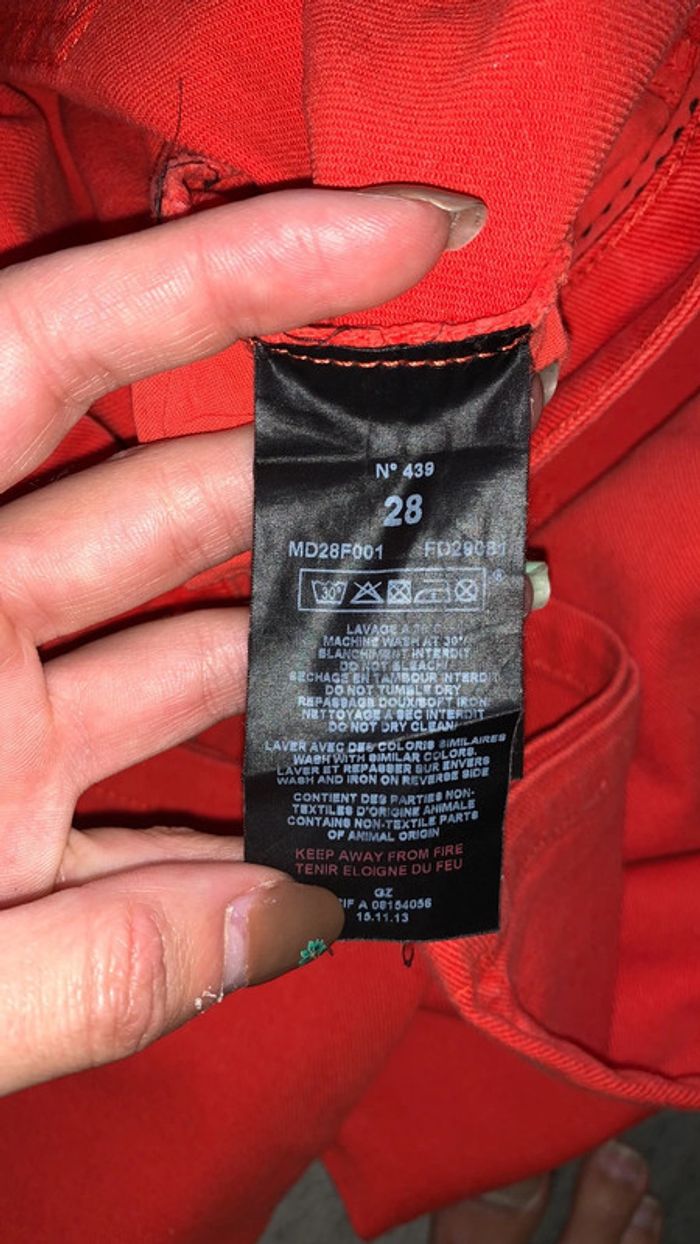 N° 439
28
MD28F001 FD29081
30°
®
LAVAGE A 30°C
MACHINE WASH AT 30°/
BLANCHIMENT INTERDIT
DO NOT BLEACH/
SECHAGE EN TAMBOUR INTERDIT
DO NOT TUMBLE DRY
REPASSAGE DOUX/SOFT IRON
NETTOYAGE A SEC INTERDIT
DO NOT DRY CLEAN/
LAVER AVEC DES COLORIS SIMILAIRES
WASH WITH SIMILAR COLORS.
LAVER ET REPASSER SUR ENVERS
WASH AND IRON ON REVERSE SIDE
CONTIENT DES PARTIES NON-
TEXTILES D'ORIGINE ANIMALE
CONTAINS NON-TEXTILE PARTS
OF ANIMAL ORIGIN
KEEP AWAY FROM FIRE
TENIR ELOIGNE DU FEU
GZ
CIF A 08154056
15.11.13